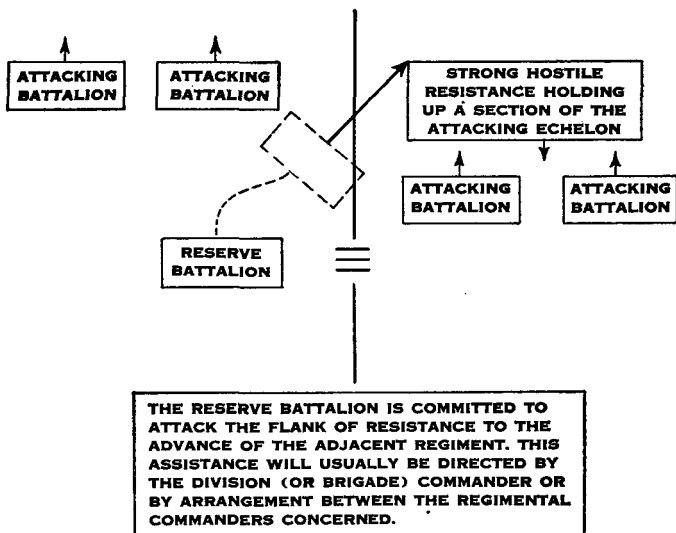 ATTACKING
BATTALION
ATTACKING
BATTALION
STRONG HOSTILE
RESISTANCE HOLDING
UP A SECTION OF THE
ATTACKING ECHELON
ATTACKING
BATTALION
ATTACKING
BATTALION
RESERVE
BATTALION
THE RESERVE BATTALION IS COMMITTED TO
ATTACK THE FLANK OF RESISTANCE TO THE
ADVANCE OF THE ADJACENT REGIMENT. THIS
ASSISTANCE WILL USUALLY BE DIRECTED BY
THE DIVISION (OR BRIGADE) COMMANDER OR
BY ARRANGEMENT BETWEEN THE REGIMENTAL
COMMANDERS CONCERNED.